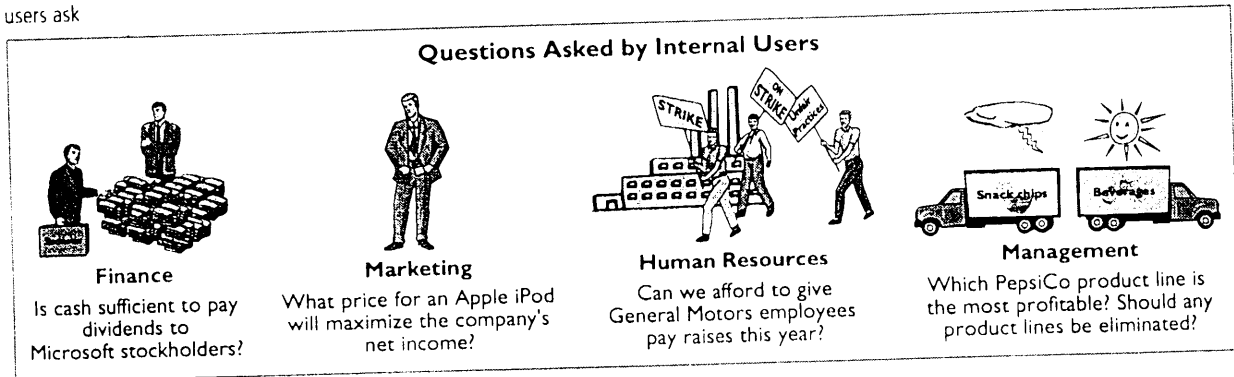 users ask
Questions Asked by Internal Users
STRIKE
ON
STRIKE
Unfair
Practices
Snack chips
Beverages
Finance
Is cash sufficient to pay
dividends to
Microsoft stockholders?
Marketing
What price for an Apple iPod
will maximize the company's
net income?
Human Resources
Can we afford to give
General Motors employees
pay raises this year?
Management
Which PepsiCo product line is
the most profitable? Should any
product lines be eliminated?